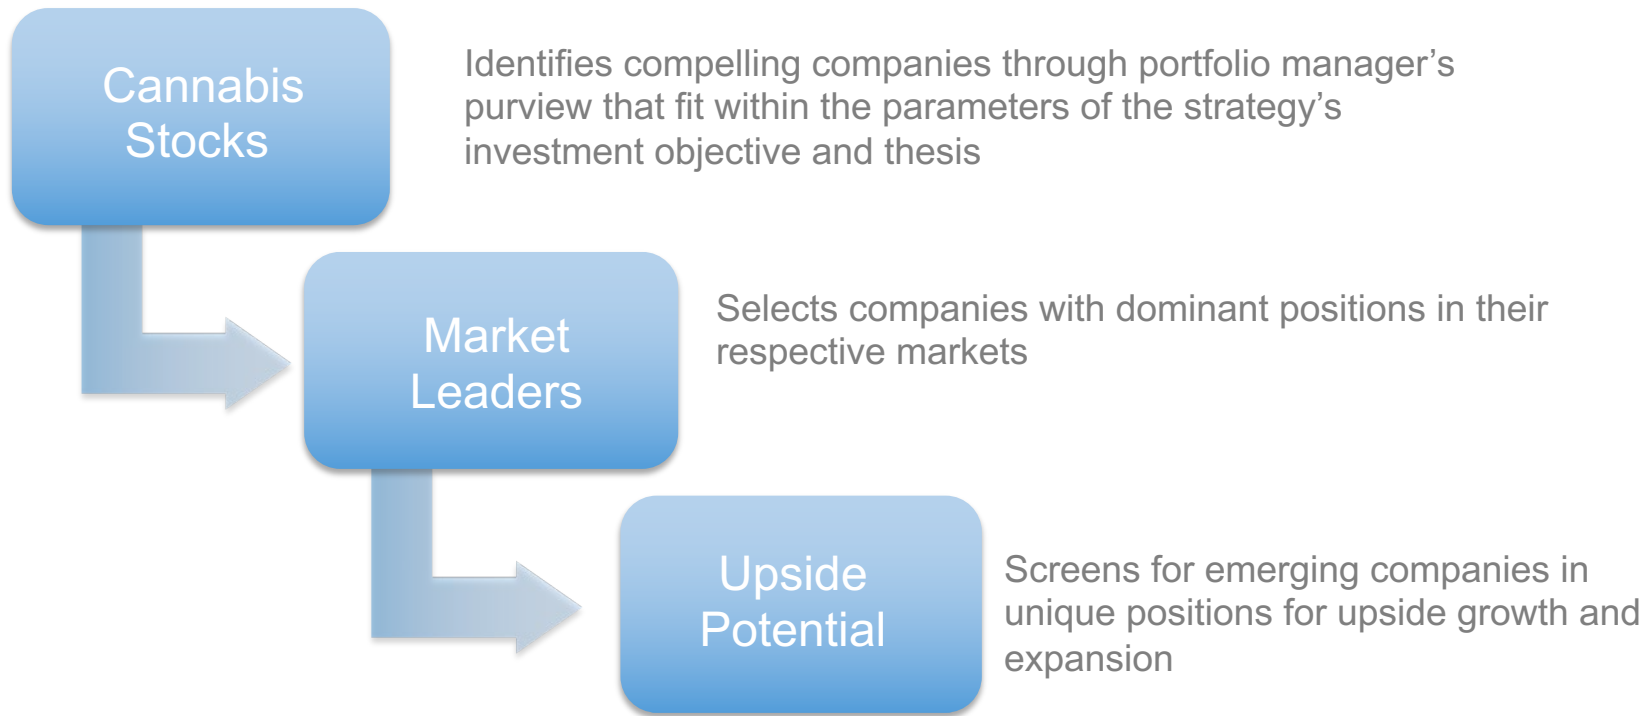 Cannabis
Stocks
Identifies compelling companies through portfolio manager’s
purview that fit within the parameters of the strategy’s
investment objective and thesis
Market
Leaders
Selects companies with dominant positions in their
respective markets
Upside
Potential
Screens for emerging companies in
unique positions for upside growth and
expansion